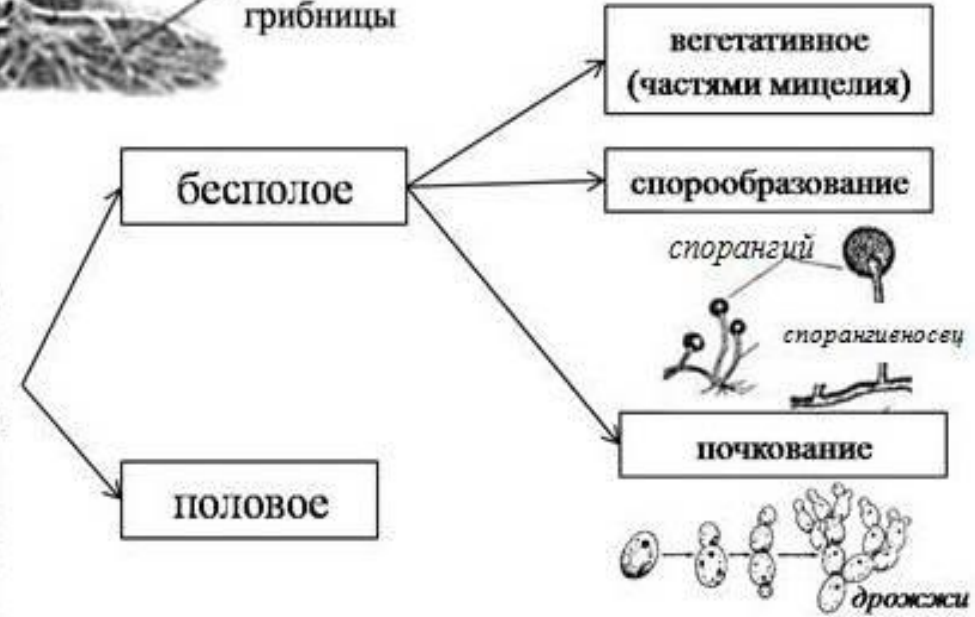 грибницы
вегетативное
(частями мицелия)
бесполое
спорообразование
спорангий
спорангиеносец
почкование
половое
дрожжи